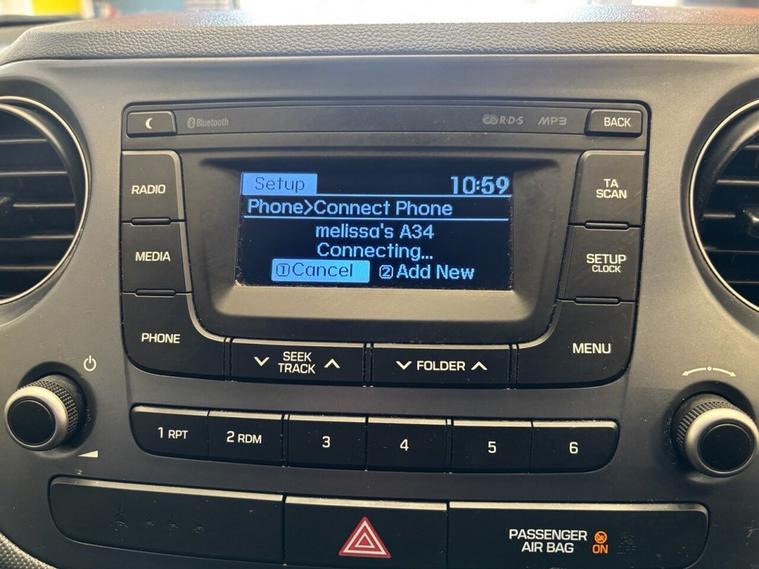 Bluetooth
R·D·S
MP3
BACK
RADIO
MEDIA
PHONE
Setup
10:59
Phone>Connect Phone
melissa's A34
Connecting...
①Cancel
②Add New
TA
SCAN
SETUP
CLOCK
MENU
SEEK
TRACK
FOLDER
1 RPT
2 RDM
3
4
5
6
PASSENGER
AIR BAG
ON